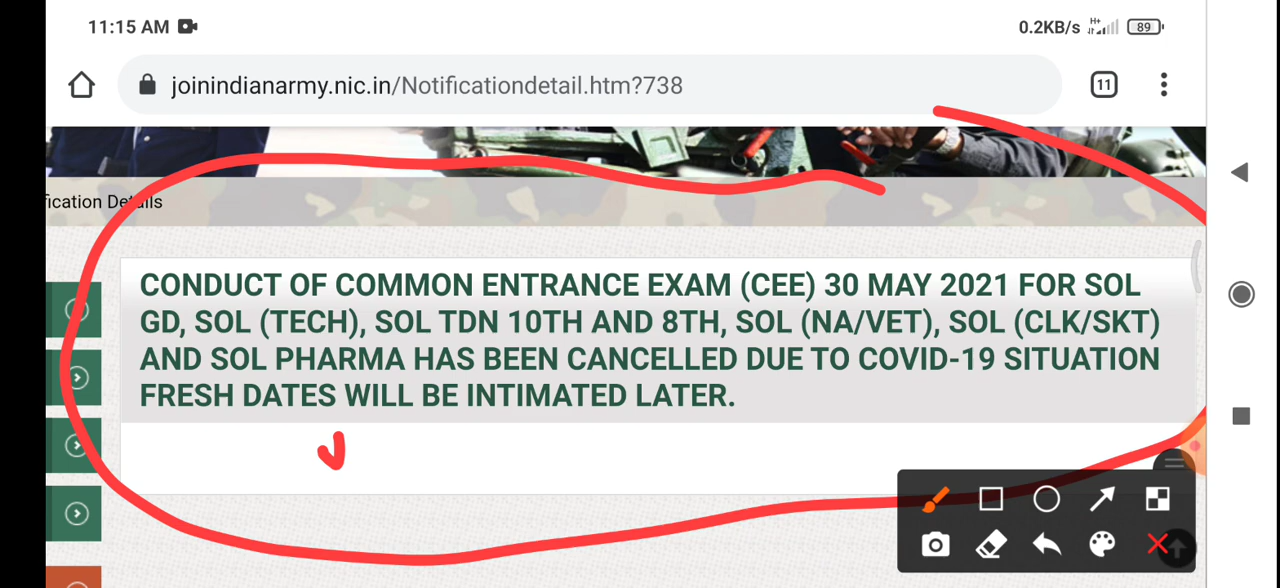 11:15 AM
0.2KB/s H+ 89
joinindianarmy.nic.in/Notificationdetail.htm?738
11
fication Details
CONDUCT OF COMMON ENTRANCE EXAM (CEE) 30 MAY 2021 FOR SOL
GD, SOL (TECH), SOL TDN 10TH AND 8TH, SOL (NA/VET), SOL (CLK/SKT)
AND SOL PHARMA HAS BEEN CANCELLED DUE TO COVID-19 SITUATION
FRESH DATES WILL BE INTIMATED LATER.